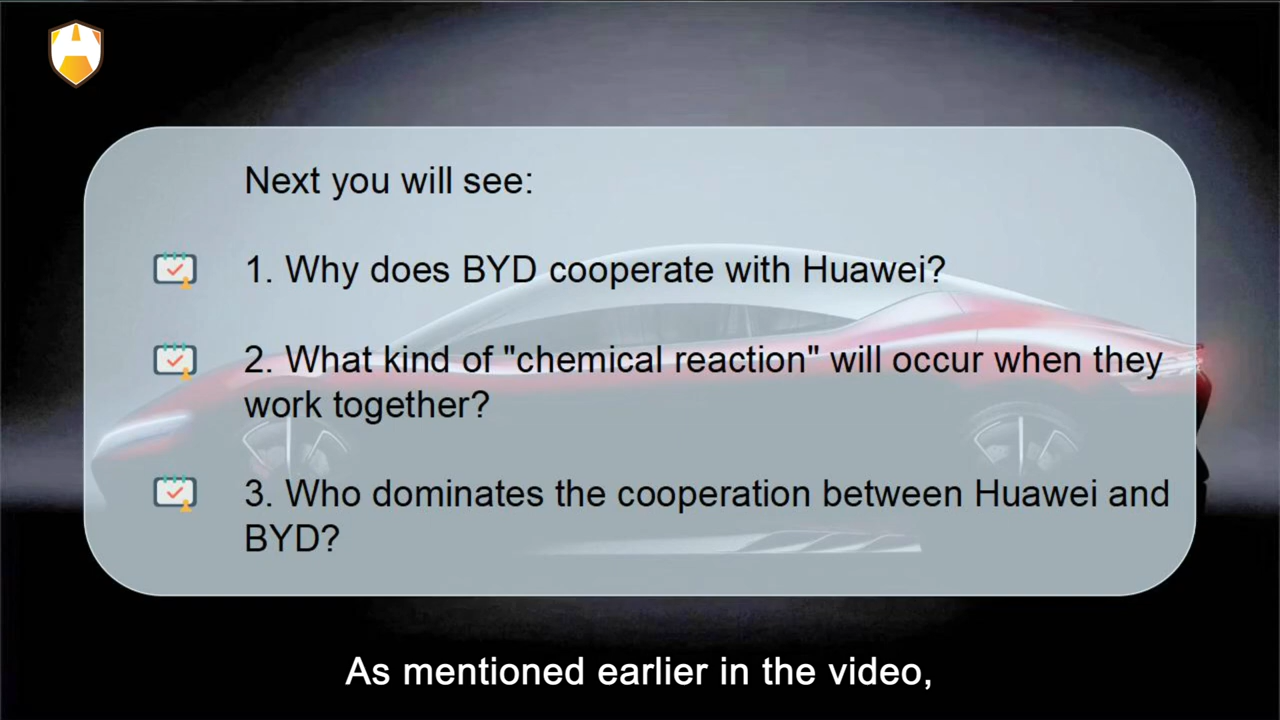 Next you will see:
1. Why does BYD cooperate with Huawei?
2. What kind of "chemical reaction" will occur when they
work together?
3. Who dominates the cooperation between Huawei and
BYD?
As mentioned earlier in the video,